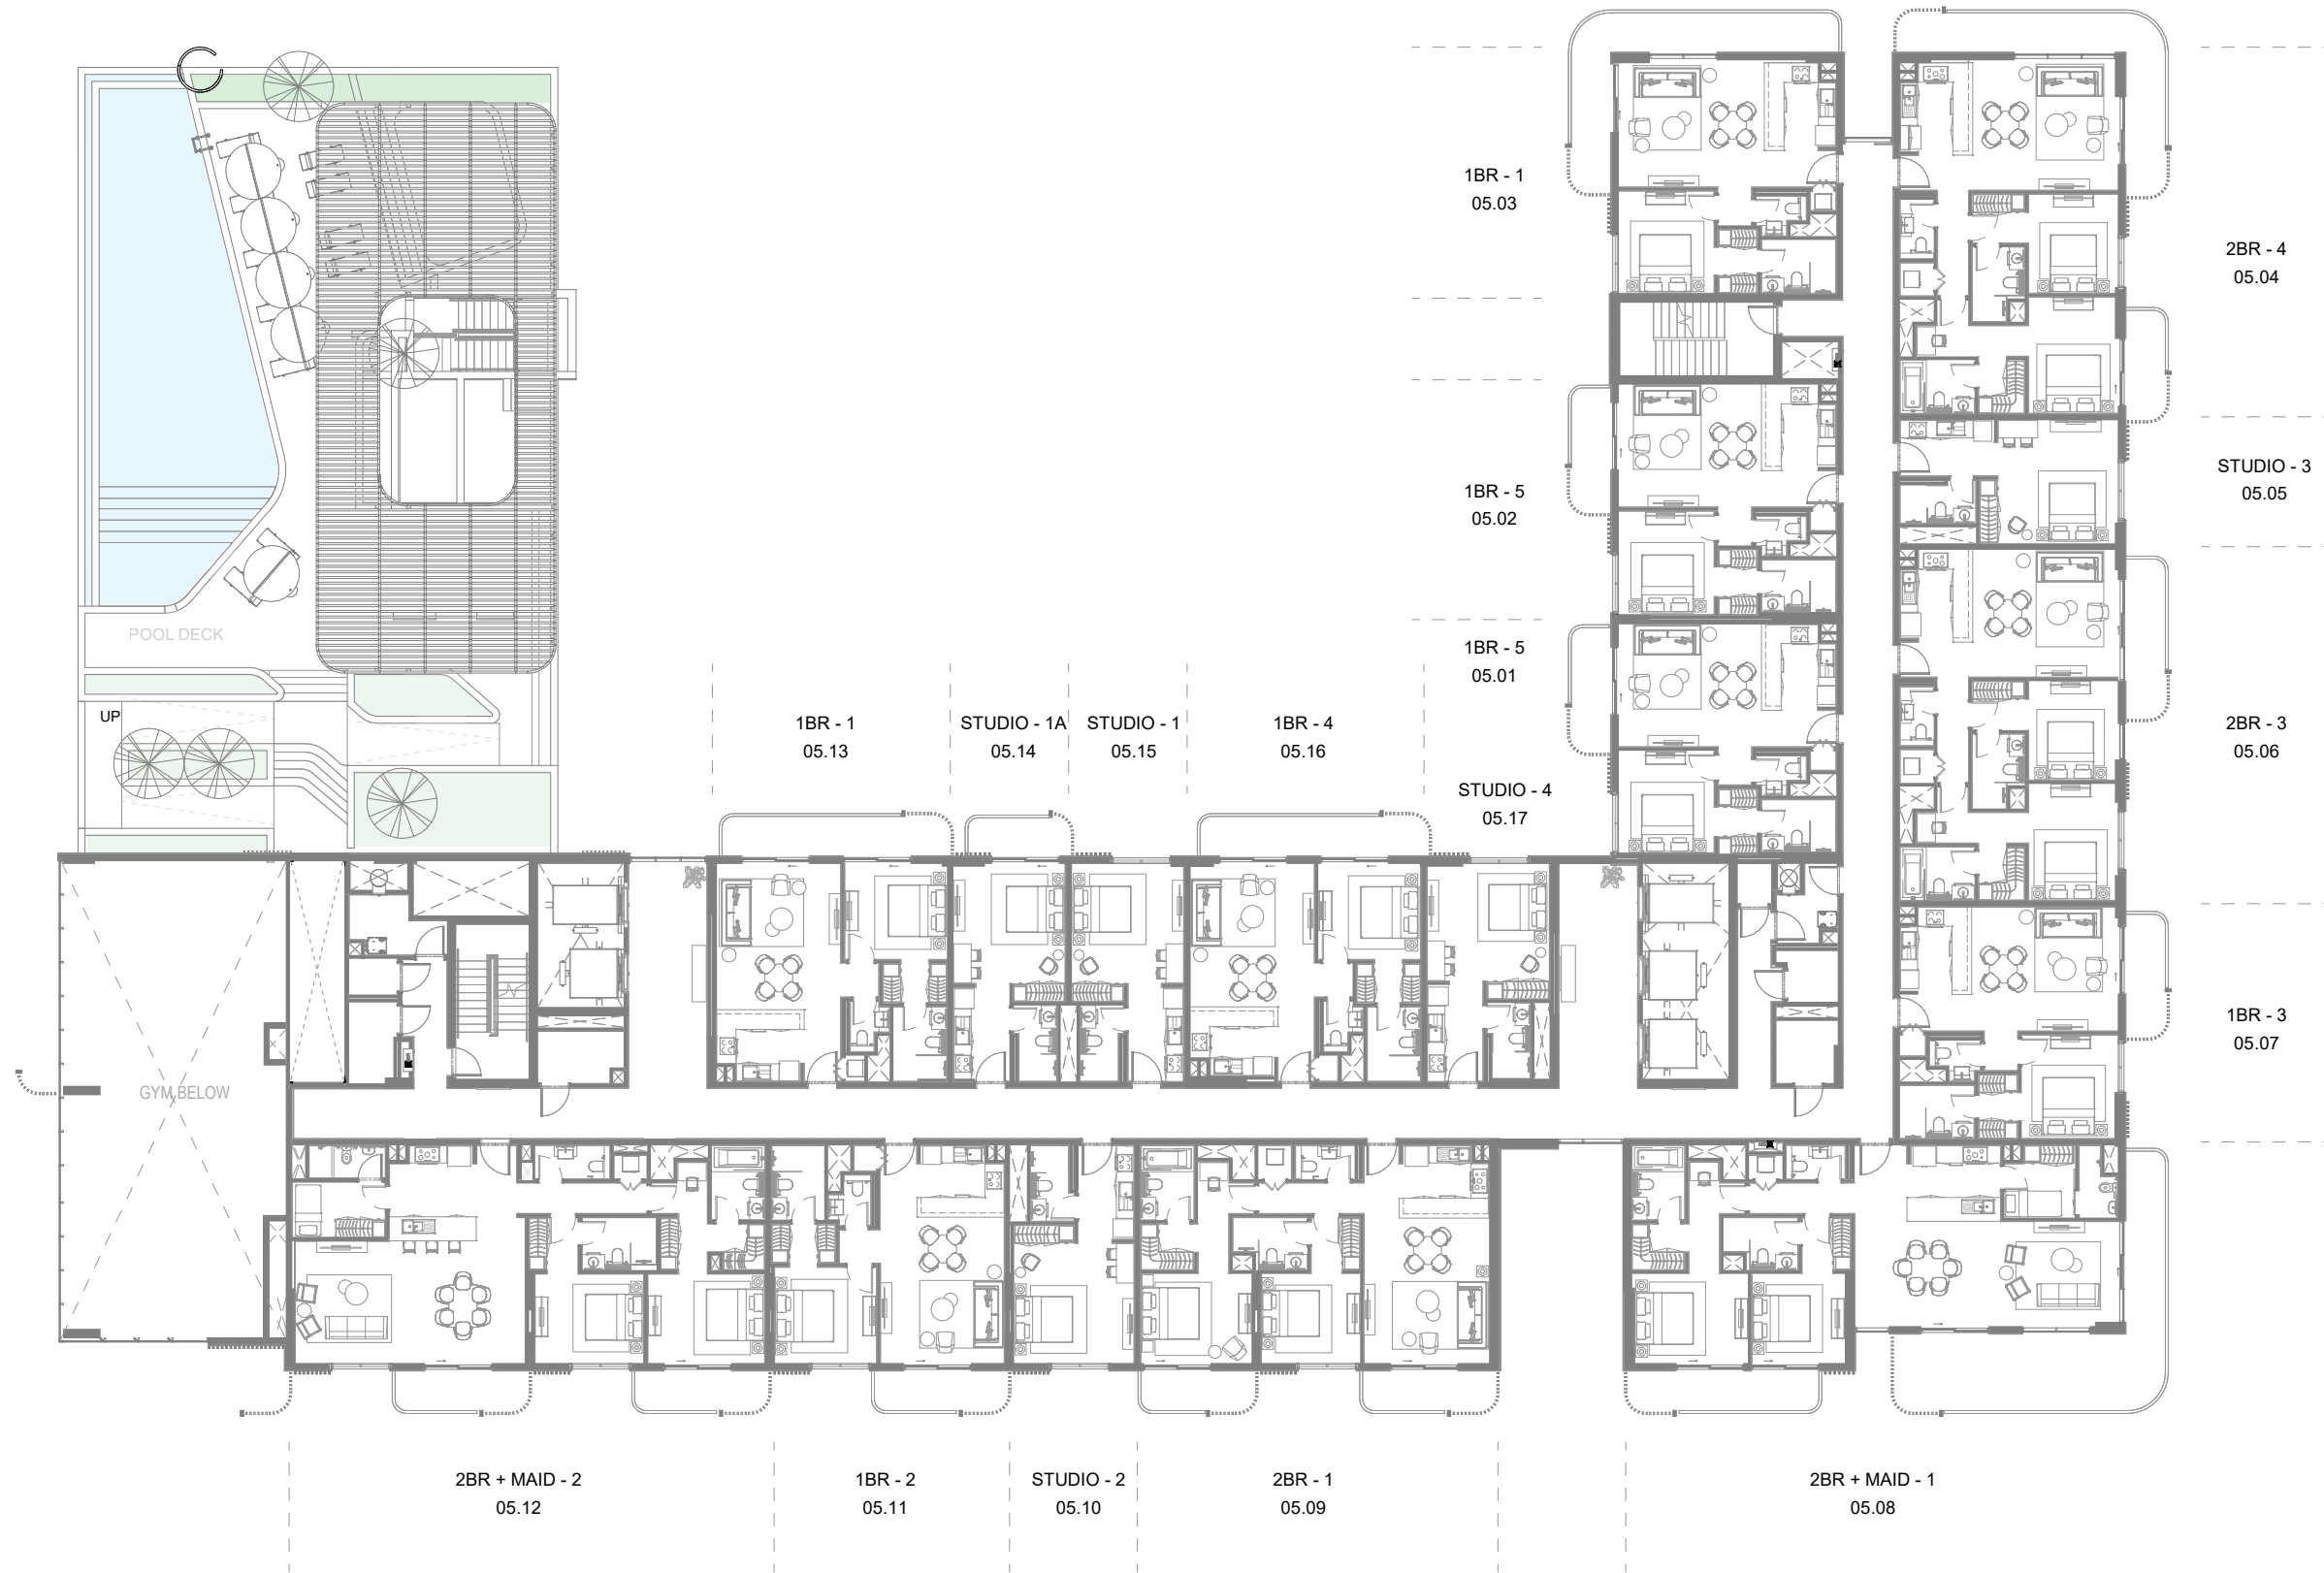 1BR - 1
05.03
2BR - 4
05.04
STUDIO - 3
05.05
1BR - 5
05.02
POOL DECK
1BR - 5
05.01
UP
1BR - 1
05.13
STUDIO - 1A
05.14
STUDIO - 1
05.15
1BR - 4
05.16
2BR - 3
05.06
STUDIO - 4
05.17
1BR - 3
05.07
GYM BELOW
2BR + MAID - 2
05.12
1BR - 2
05.11
STUDIO - 2
05.10
2BR - 1
05.09
2BR + MAID - 1
05.08